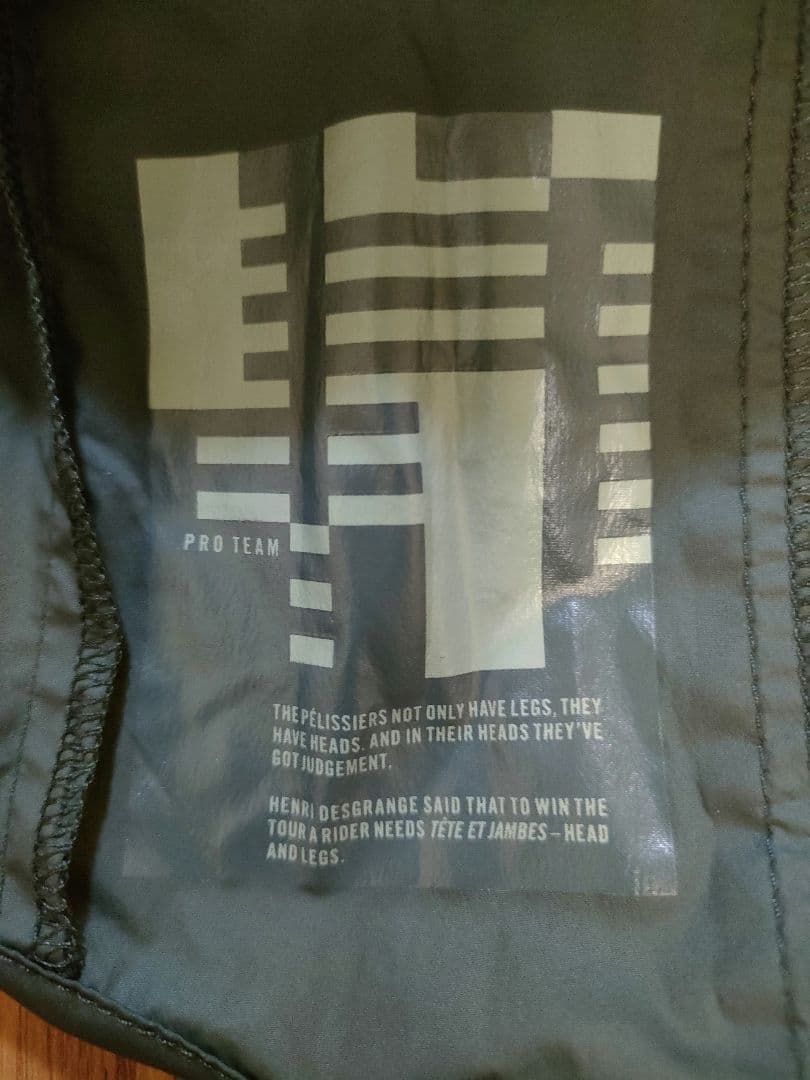 PRO TEAM
THE PÉLISSIERS NOT ONLY HAVE LEGS, THEY
HAVE HEADS. AND IN THEIR HEADS THEY'VE
GOT JUDGEMENT.
HENRI DESGRANGE SAID THAT TO WIN THE
TOUR A RIDER NEEDS TÊTE ET JAMBES – HEAD
AND LEGS.